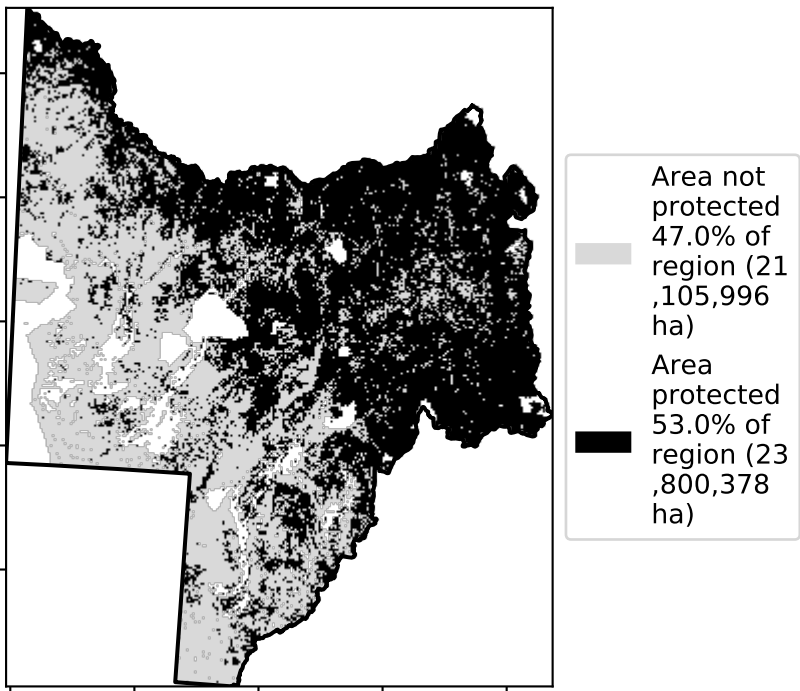 Area not
protected
47.0% of
region (21
,105,996
ha)
Area
protected
53.0% of
region (23
,800,378
ha)